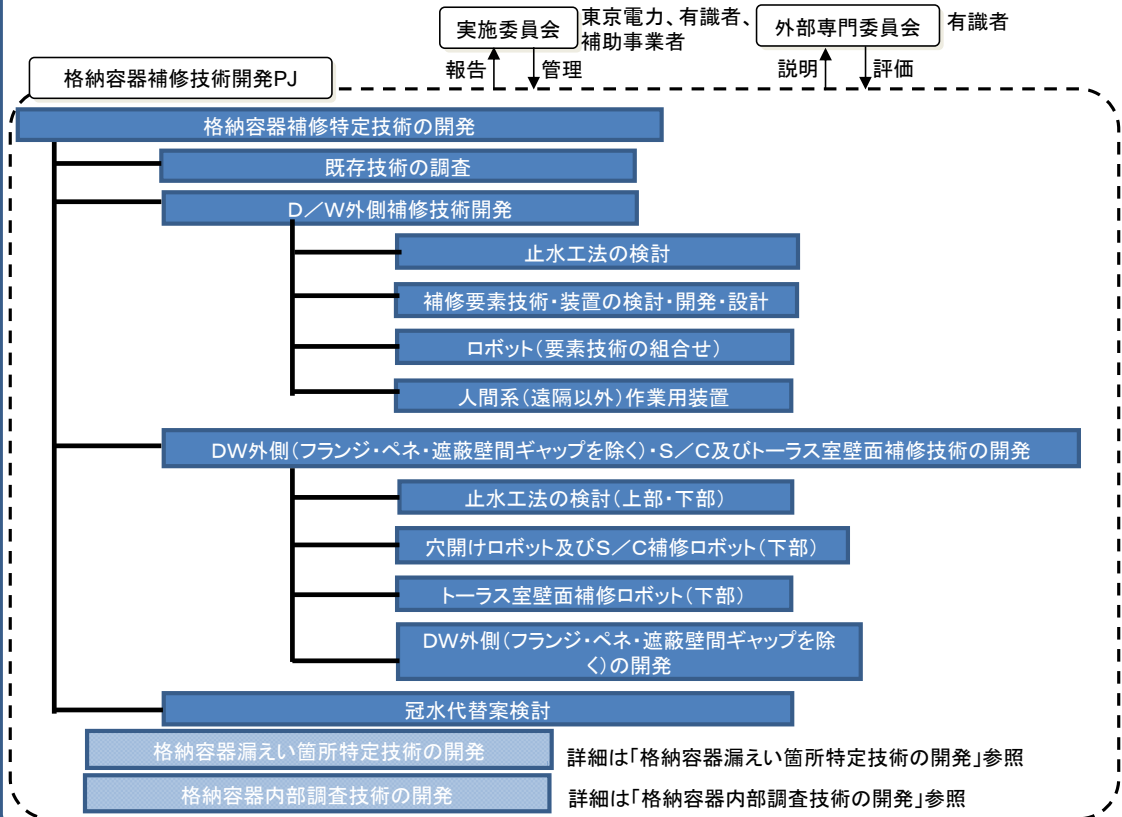 実施委員会
東京電力、有識者、
補助事業者
外部専門委員会
有識者
報告
管理
説明
評価
格納容器補修技術開発PJ
格納容器補修特定技術の開発
既存技術の調査
D／W外側補修技術開発
止水工法の検討
補修要素技術・装置の検討・開発・設計
ロボット（要素技術の組合せ）
人間系（遠隔以外）作業用装置
DW外側（フランジ・ペネ・遮蔽壁間ギャップを除く）・S／C及びトーラス室壁面補修技術の開発
止水工法の検討（上部・下部）
穴開けロボット及びS／C補修ロボット（下部）
トーラス室壁面補修ロボット（下部）
DW外側（フランジ・ペネ・遮蔽壁間ギャップを除
く）の開発
冠水代替案検討
格納容器漏えい箇所特定技術の開発
詳細は「格納容器漏えい箇所特定技術の開発」参照
格納容器内部調査技術の開発
詳細は「格納容器内部調査技術の開発」参照